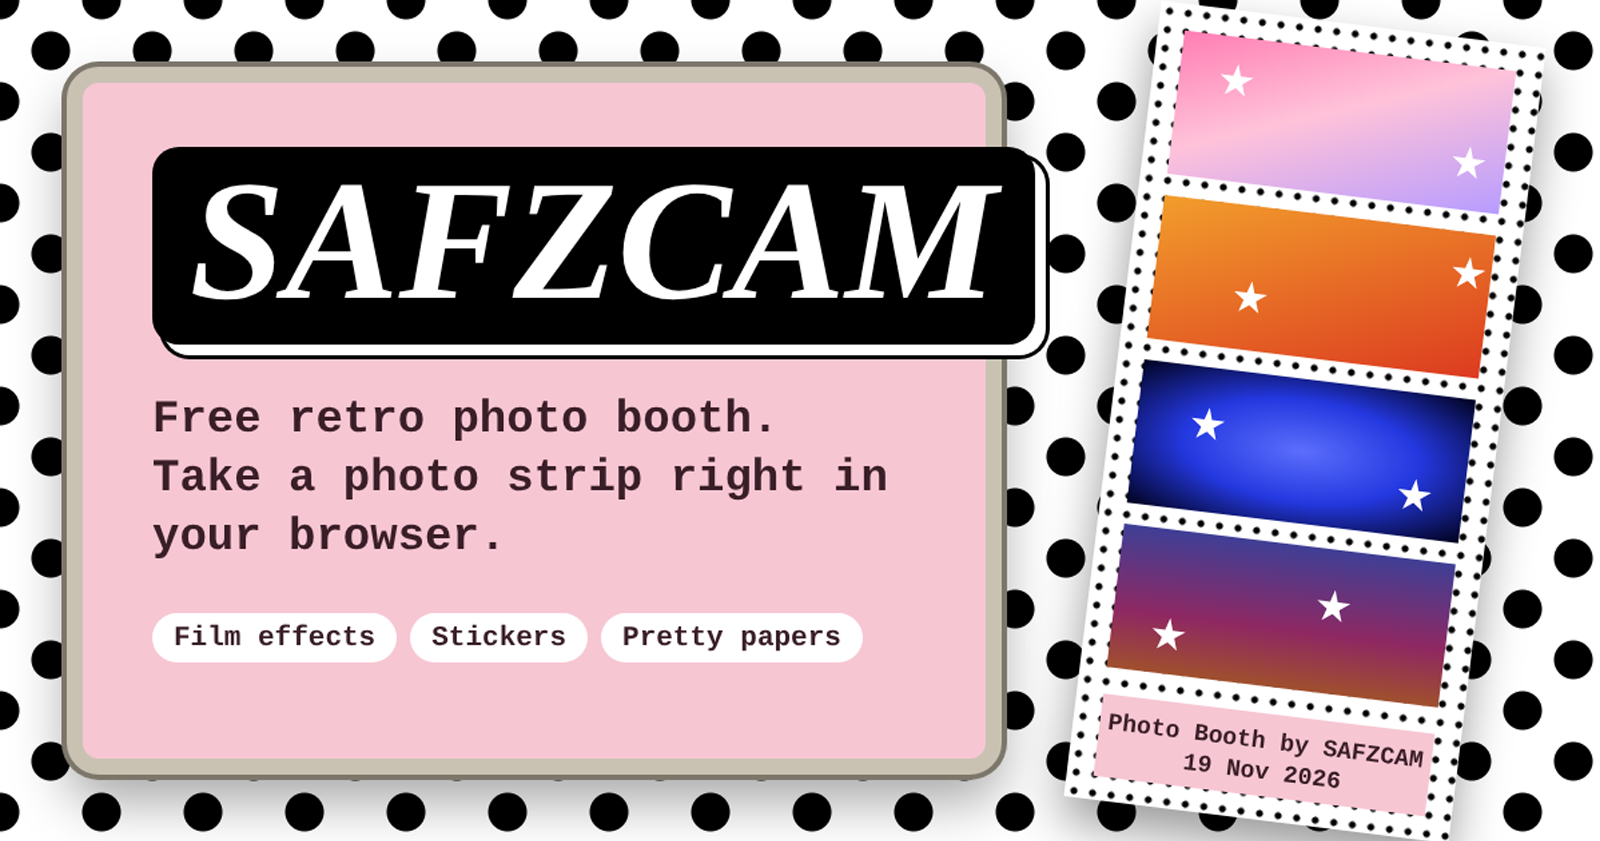 SAFZCAM
Free retro photo booth.
Take a photo strip right in
your browser.
Film effects
Stickers
Pretty papers
Photo Booth by SAFZCAM
19 Nov 2026